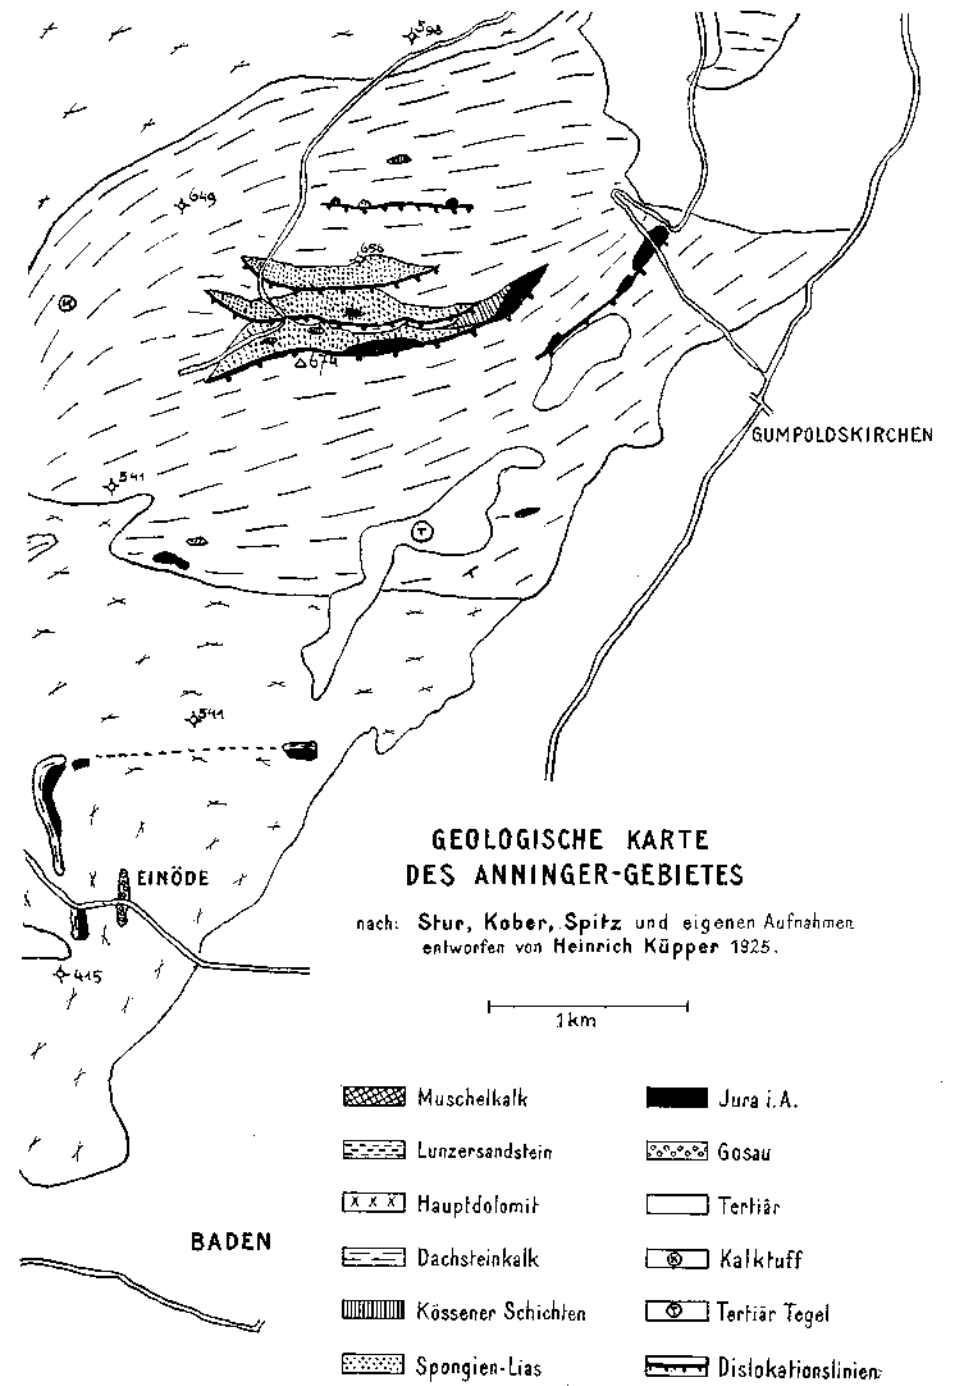 598
649
K
656
△674
GUMPOLDSKIRCHEN
541
T
541
GEOLOGISCHE KARTE
DES ANNINGER-GEBIETES
EINÖDE
nach: Stur, Kober, Spitz und eigenen Aufnahmen
entworfen von Heinrich Küpper 1925.
415
1km
Muschelkalk
Jura i.A.
Lunzersandstein
Gosau
Hauptdolomit
Tertiär
BADEN
Dachsteinkalk
K Kalktuff
Kössener Schichten
T Tertiär Tegel
Spongien-Lias
Dislokationslinien